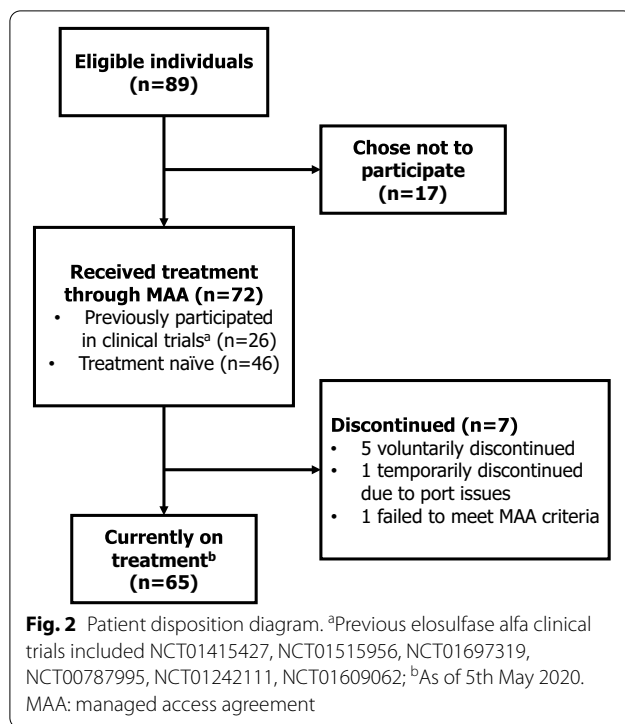 Eligible individuals
(n=89)
Chose not to
participate
(n=17)
Received treatment
through MAA (n=72)
• Previously participated
in clinical trialsᵃ (n=26)
• Treatment naïve (n=46)
Discontinued (n=7)
• 5 voluntarily discontinued
• 1 temporarily discontinued
due to port issues
• 1 failed to meet MAA criteria
Currently on
treatmentᵇ
(n=65)
Fig. 2 Patient disposition diagram. ᵃPrevious elosulfase alfa clinical
trials included NCT01415427, NCT01515956, NCT01697319,
NCT00787995, NCT01242111, NCT01609062; ᵇAs of 5th May 2020.
MAA: managed access agreement